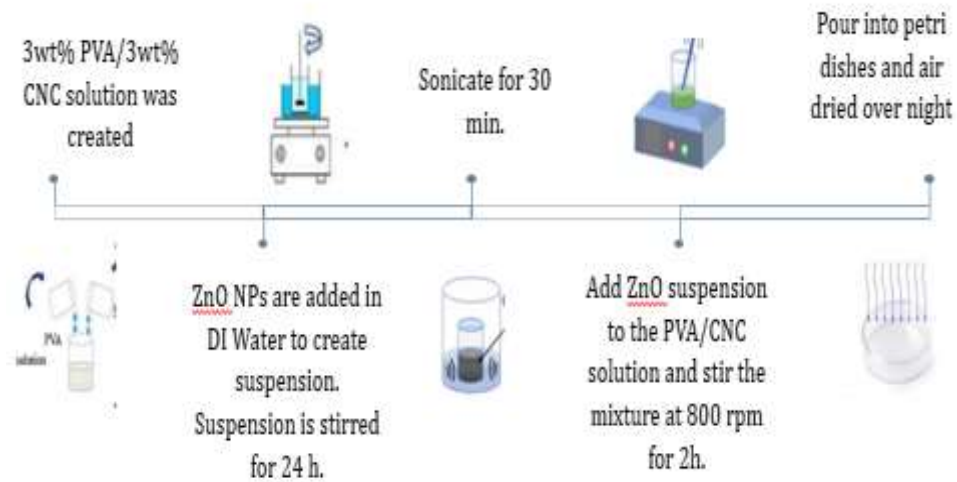 3wt% PVA/3wt%
CNC solution was
created
Sonicate for 30
min.
Pour into petri
dishes and air
dried over night
PVA
solution
ZnO NPs are added in
DI Water to create
suspension.
Suspension is stirred
for 24 h.
Add ZnO suspension
to the PVA/CNC
solution and stir the
mixture at 800 rpm
for 2h.